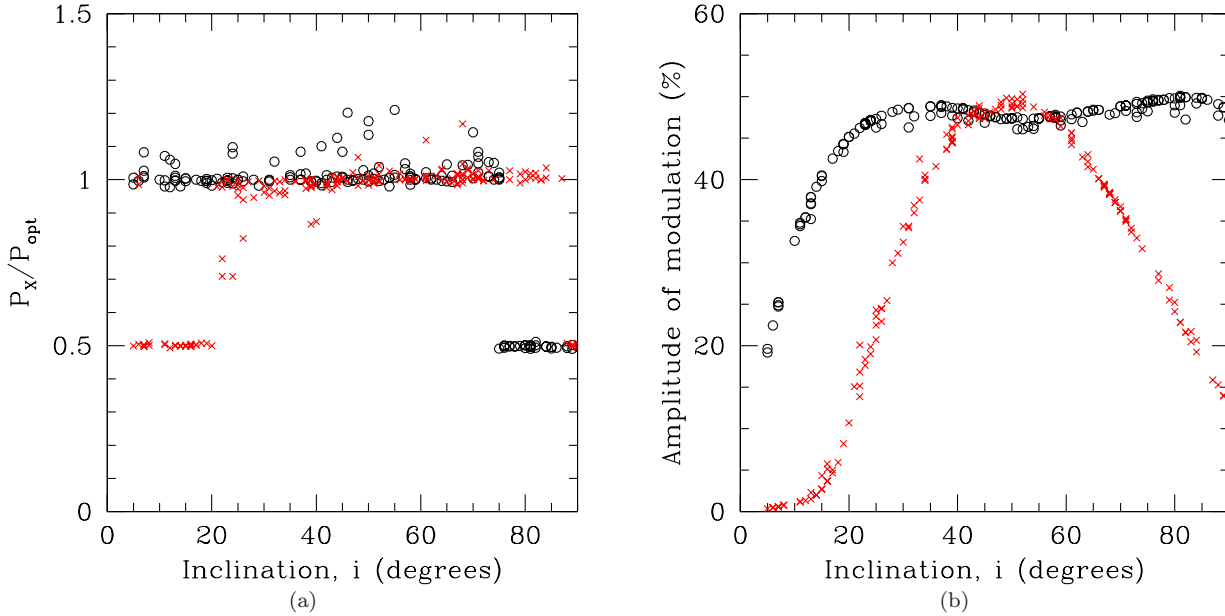 1.5
1
0.5
0
P_X/P_opt
0 20 40 60 80
Inclination, i (degrees)
(a)
60
40
20
0
Amplitude of modulation (%)
0 20 40 60 80
Inclination, i (degrees)
(b)